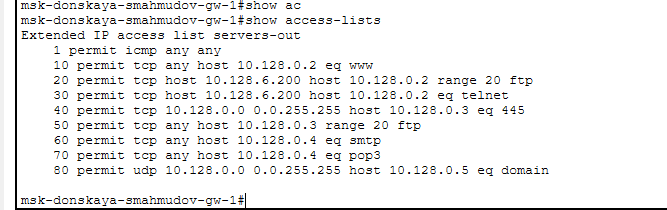 msk-donskaya-smahmudov-gw-1#show ac
msk-donskaya-smahmudov-gw-1#show access-lists
Extended IP access list servers-out
1 permit icmp any any
10 permit tcp any host 10.128.0.2 eq www
20 permit tcp host 10.128.6.200 host 10.128.0.2 range 20 ftp
30 permit tcp host 10.128.6.200 host 10.128.0.2 eq telnet
40 permit tcp 10.128.0.0 0.0.255.255 host 10.128.0.3 eq 445
50 permit tcp any host 10.128.0.3 range 20 ftp
60 permit tcp any host 10.128.0.4 eq smtp
70 permit tcp any host 10.128.0.4 eq pop3
80 permit udp 10.128.0.0 0.0.255.255 host 10.128.0.5 eq domain
msk-donskaya-smahmudov-gw-1#